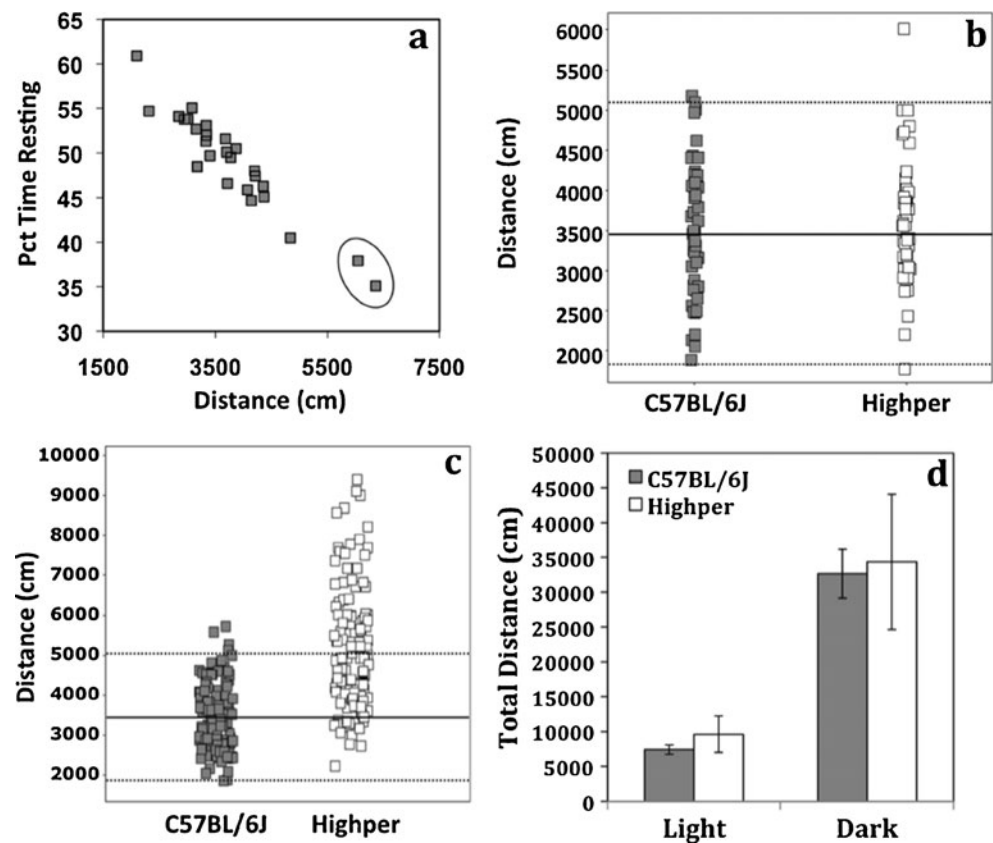 a
65
60
55
50
45
40
35
30
Pct Time Resting
1500 3500 5500 7500
Distance (cm)
b
6000
5500
5000
4500
4000
3500
3000
2500
2000
Distance (cm)
C57BL/6J Highper
c
10000
9000
8000
7000
6000
5000
4000
3000
2000
Distance (cm)
C57BL/6J Highper
d
C57BL/6J
Highper
50000
45000
40000
35000
30000
25000
20000
15000
10000
5000
0
Total Distance (cm)
Light Dark